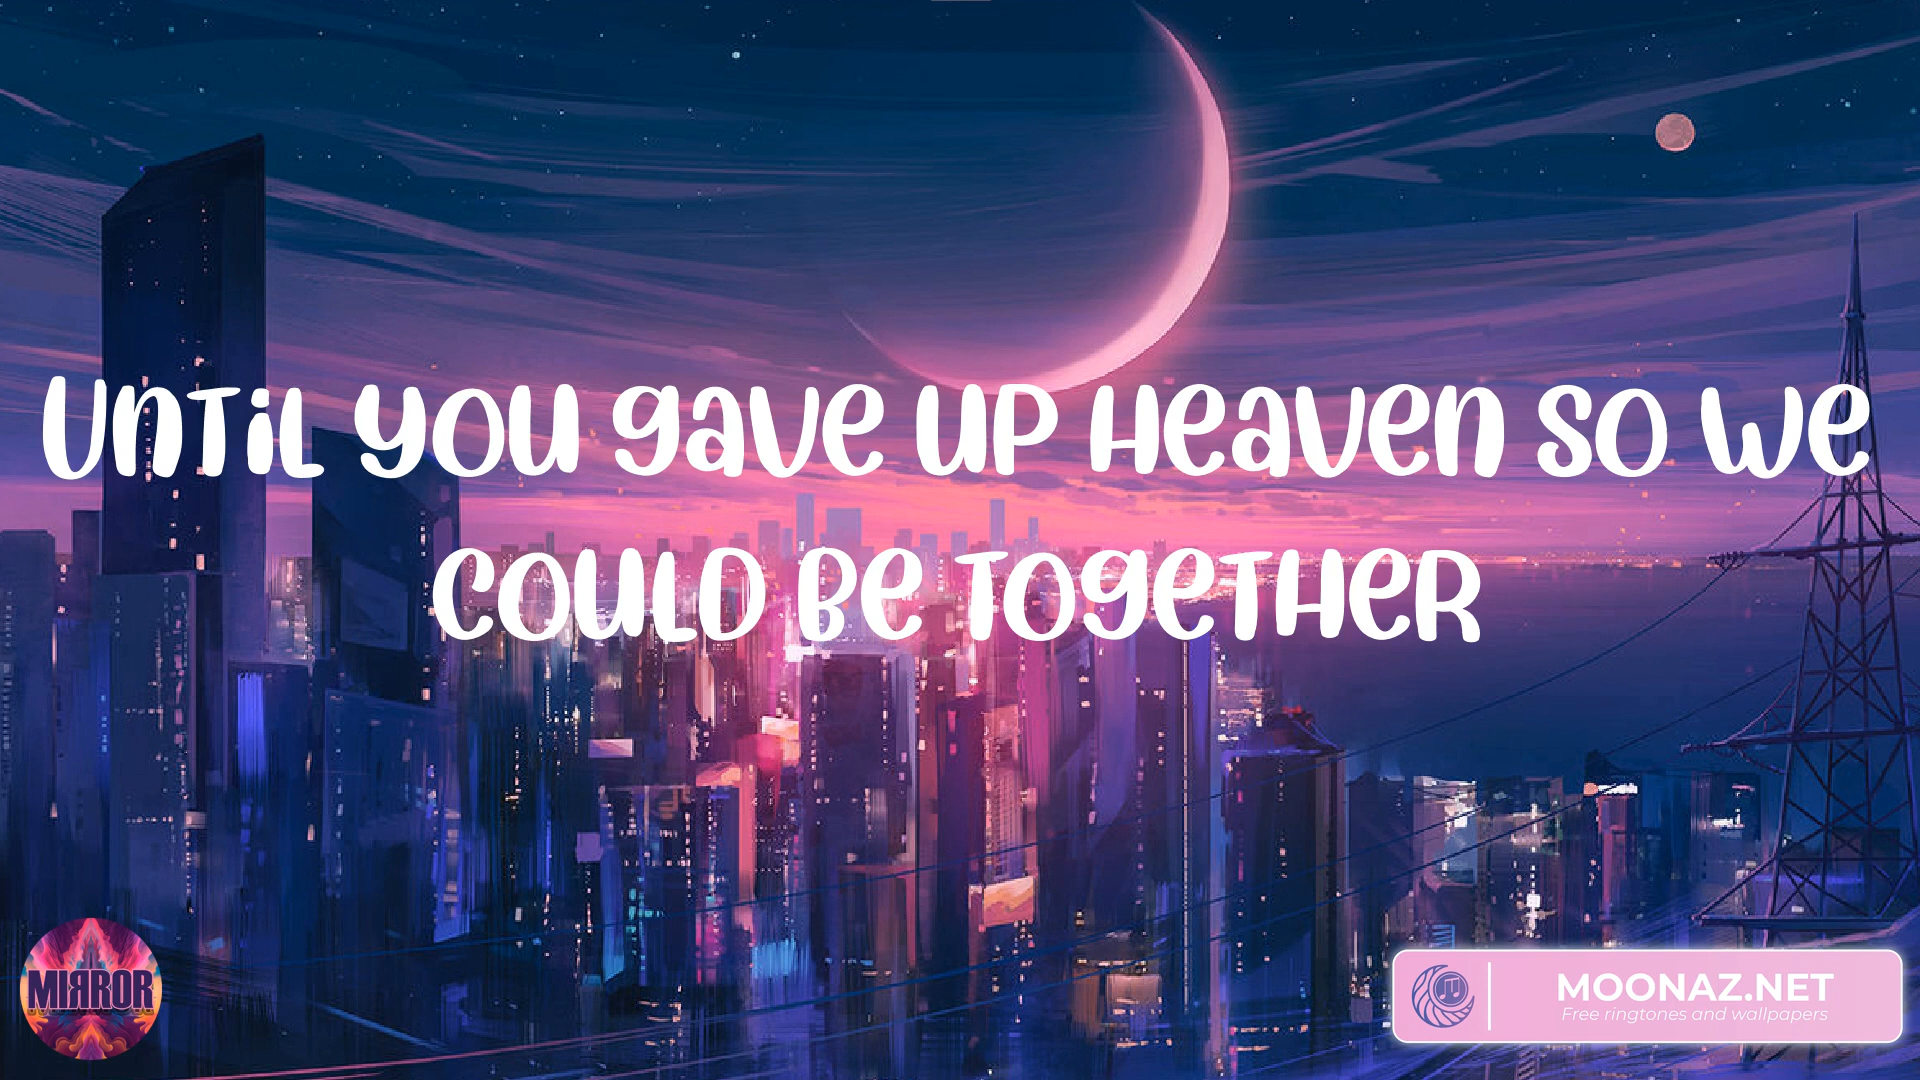 Until you gave up heaven so we
could be together
MIRROR
MOONAZ.NET
Free ringtones and wallpapers